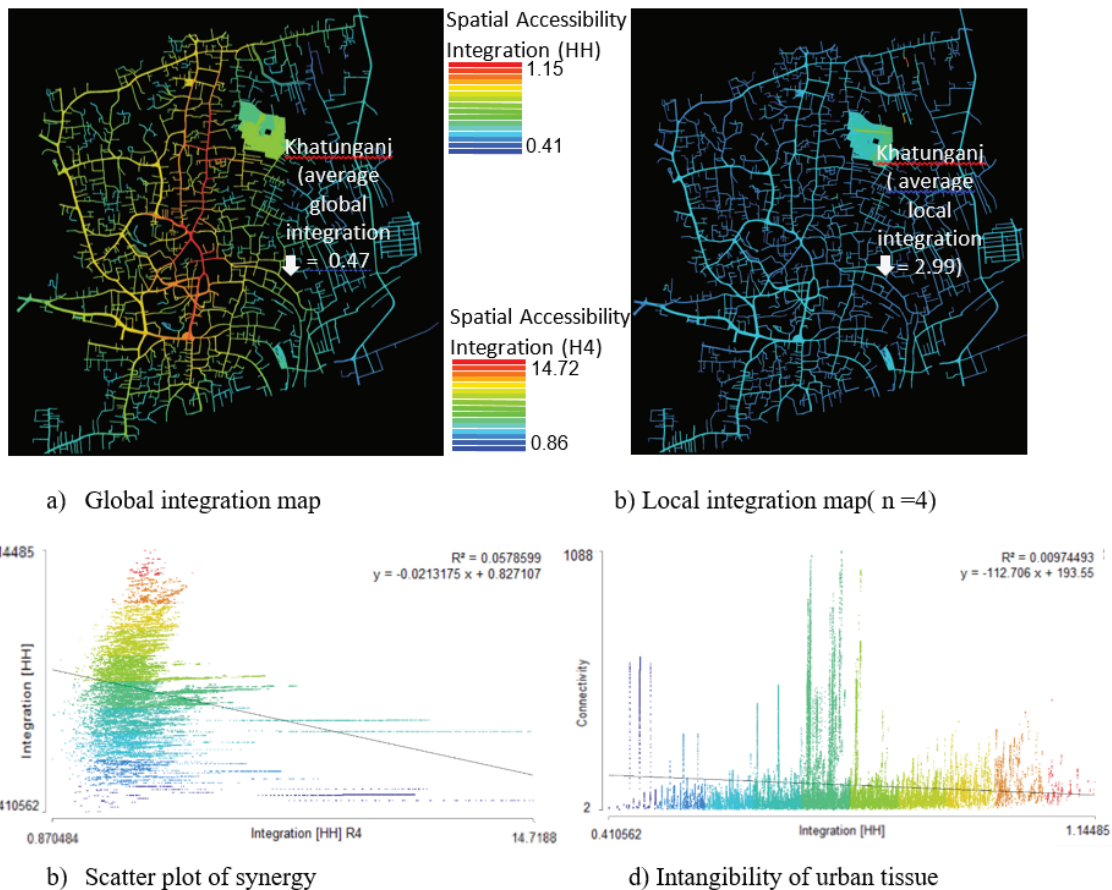 Spatial Accessibility
Integration (HH)
1.15
0.41
Khatunganj
(average
global
integration
= 0.47
Spatial Accessibility
Integration (H4)
14.72
0.86
Khatunganj
( average
local
integration
= 2.99)
a) Global integration map
b) Local integration map( n =4)
14485
R² = 0.0578599
y = -0.0213175 x + 0.827107
Integration [HH]
410562
0.870484
Integration [HH] R4
14.7188
1088
R² = 0.00974493
y = -112.706 x + 193.55
Connectivity
2
0.410562
Integration [HH]
1.14485
b) Scatter plot of synergy
d) Intangibility of urban tissue